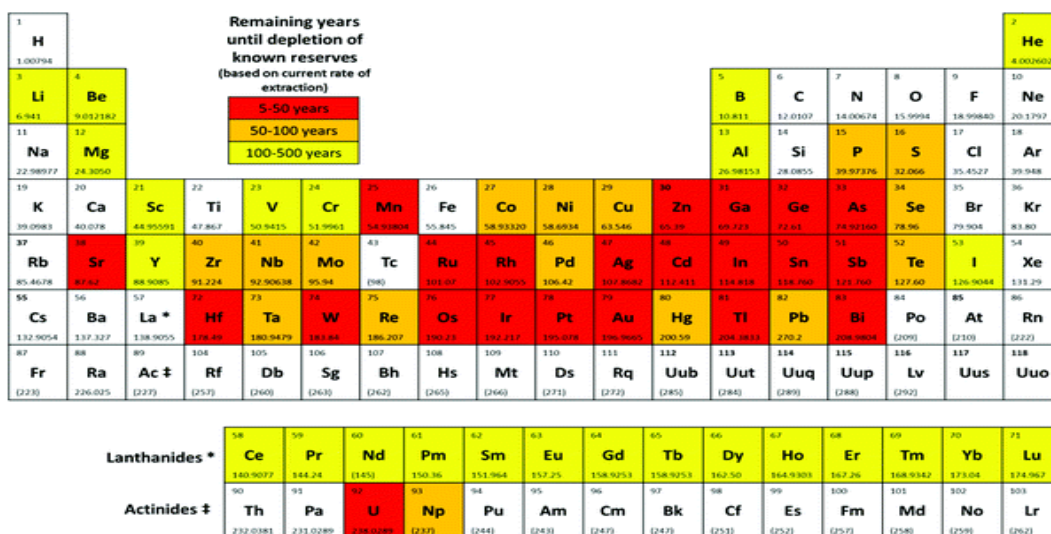 Remaining years
until depletion of
known reserves
(based on current rate of
extraction)
5-50 years
50-100 years
100-500 years
1 2
H He
1.00794 4.002602
3 4 5 6 7 8 9 10
Li Be B C N O F Ne
6.941 9.012182 10.811 12.0107 14.00674 15.9994 18.99840 20.1797
11 12 13 14 15 16 17 18
Na Mg Al Si P S Cl Ar
22.98977 24.3050 26.98153 28.0855 39.97376 32.066 35.4527 39.948
19 20 21 22 23 24 25 26 27 28 29 30 31 32 33 34 35 36
K Ca Sc Ti V Cr Mn Fe Co Ni Cu Zn Ga Ge As Se Br Kr
39.0983 40.078 44.95591 47.867 50.9415 51.9961 54.93804 55.845 58.93320 58.6934 63.546 65.39 69.723 72.61 74.92160 78.96 79.904 83.80
37 38 39 40 41 42 43 44 45 46 47 48 49 50 51 52 53 54
Rb Sr Y Zr Nb Mo Tc Ru Rh Pd Ag Cd In Sn Sb Te I Xe
85.4678 87.62 88.9085 91.224 92.90638 95.94 (98) 101.07 102.9055 106.42 107.8682 112.411 114.818 118.760 121.760 127.60 126.9044 131.29
55 56 57 72 73 74 75 76 77 78 79 80 81 82 83 84 85 86
Cs Ba La * Hf Ta W Re Os Ir Pt Au Hg Tl Pb Bi Po At Rn
132.9054 137.327 138.9055 178.49 180.9479 183.84 186.207 190.23 192.217 195.078 196.9665 200.59 204.3833 270.2 208.9804 (209) (210) (222)
87 88 89 104 105 106 107 108 109 110 111 112 113 114 115 116 117 118
Fr Ra Ac ‡ Rf Db Sg Bh Hs Mt Ds Rq Uub Uut Uuq Uup Lv Uus Uuo
(223) 226.025 (227) (257) (260) (263) (262) (265) (266) (271) (272) (285) (284) (289) (288) (292)
58 59 60 61 62 63 64 65 66 67 68 69 70 71
Lanthanides * Ce Pr Nd Pm Sm Eu Gd Tb Dy Ho Er Tm Yb Lu
140.9077 144.24 (145) 150.36 151.964 157.25 158.9253 158.9253 162.50 164.9303 167.26 168.9342 173.04 174.967
90 91 92 93 94 95 96 97 98 99 100 101 102 103
Actinides ‡ Th Pa U Np Pu Am Cm Bk Cf Es Fm Md No Lr
232.0381 231.0289 238.0289 (237) (244) (243) (247) (247) (251) (252) (257) (258) (259) (262)